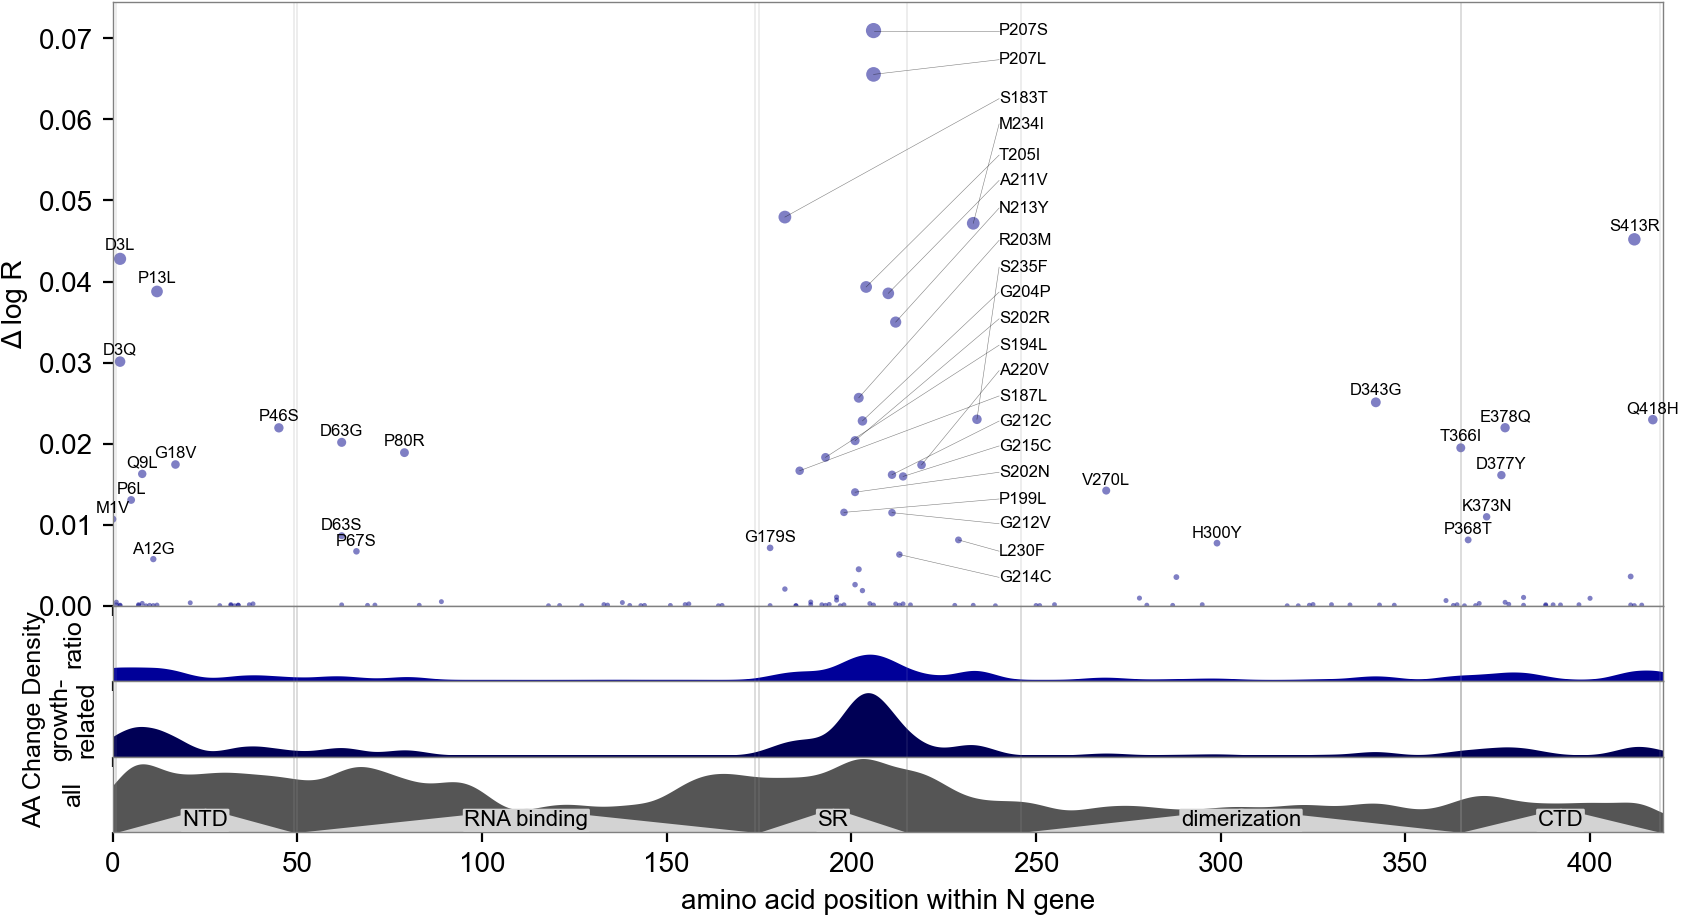 0.07
0.06
0.05
0.04
0.03
0.02
0.01
0.00
Δ log R
P207S
P207L
S183T
M234I
T205I
A211V
N213Y
R203M
S235F
G204P
S202R
S194L
A220V
S187L
G212C
G215C
S202N
P199L
G212V
L230F
G214C
D3L
P13L
D3Q
P46S
D63G
P80R
G18V
Q9L
P6L
M1V
D63S
P67S
A12G
G179S
V270L
H300Y
S413R
D343G
Q418H
E378Q
T366I
D377Y
K373N
P368T
AA Change Density
ratio
growth-
related
all
NTD
RNA binding
SR
dimerization
CTD
0 50 100 150 200 250 300 350 400
amino acid position within N gene